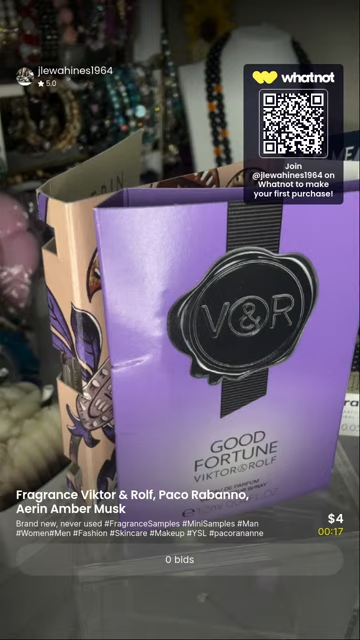 jlewahines1964
★ 5.0
whatnot
Join
@jlewahines1964 on
Whatnot to make
your first purchase!
V&R
GOOD
FORTUNE
VIKTOR&ROLF
Fragrance Viktor & Rolf, Paco Rabanno,
Aerin Amber Musk
Brand new, never used #FragranceSamples #MiniSamples #Man
#Women#Men #Fashion #Skincare #Makeup #YSL #pacorananne
$4
00:17
0 bids